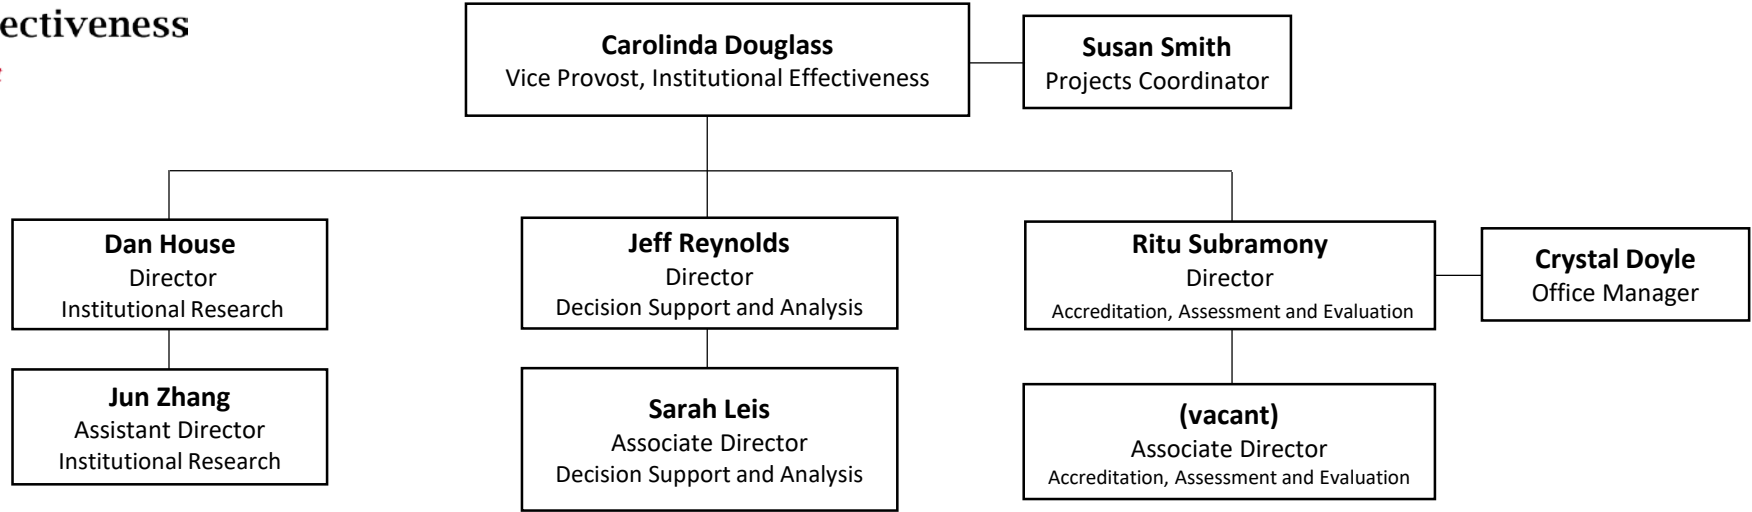 ectiveness
Carolinda Douglass
Vice Provost, Institutional Effectiveness
Susan Smith
Projects Coordinator
Dan House
Director
Institutional Research
Jeff Reynolds
Director
Decision Support and Analysis
Ritu Subramony
Director
Accreditation, Assessment and Evaluation
Crystal Doyle
Office Manager
Jun Zhang
Assistant Director
Institutional Research
Sarah Leis
Associate Director
Decision Support and Analysis
(vacant)
Associate Director
Accreditation, Assessment and Evaluation